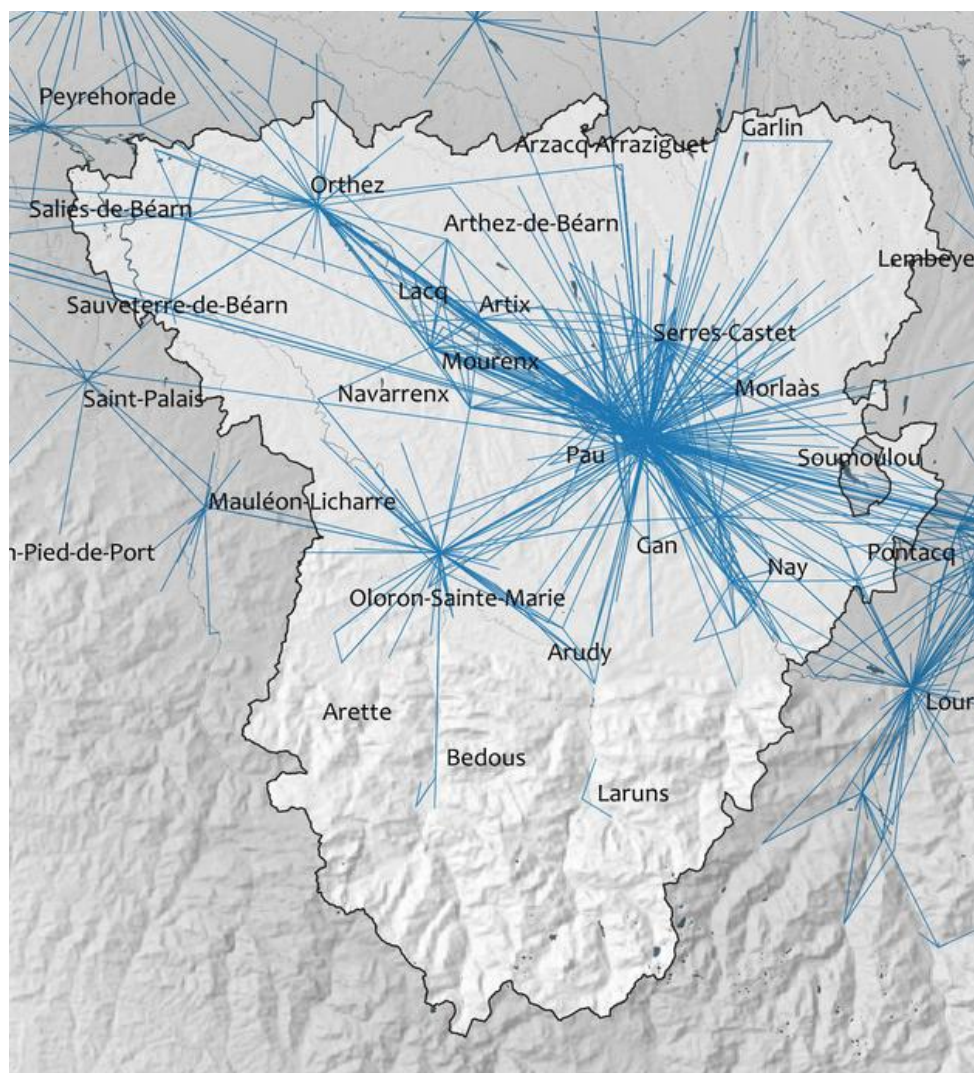 Peyrehorade
Garlin
Arzacq-Arraziguet
Orthez
Salies-de-Béarn
Arthez-de-Béarn
Lembeye
Lacq
Artix
Sauveterre-de-Béarn
Serres-Castet
Mourenx
Morlaàs
Navarrenx
Saint-Palais
Pau
Soumoulou
Mauléon-Licharre
n-Pied-de-Port
Gan
Pontacq
Nay
Oloron-Sainte-Marie
Arudy
Lour
Arette
Bedous
Laruns